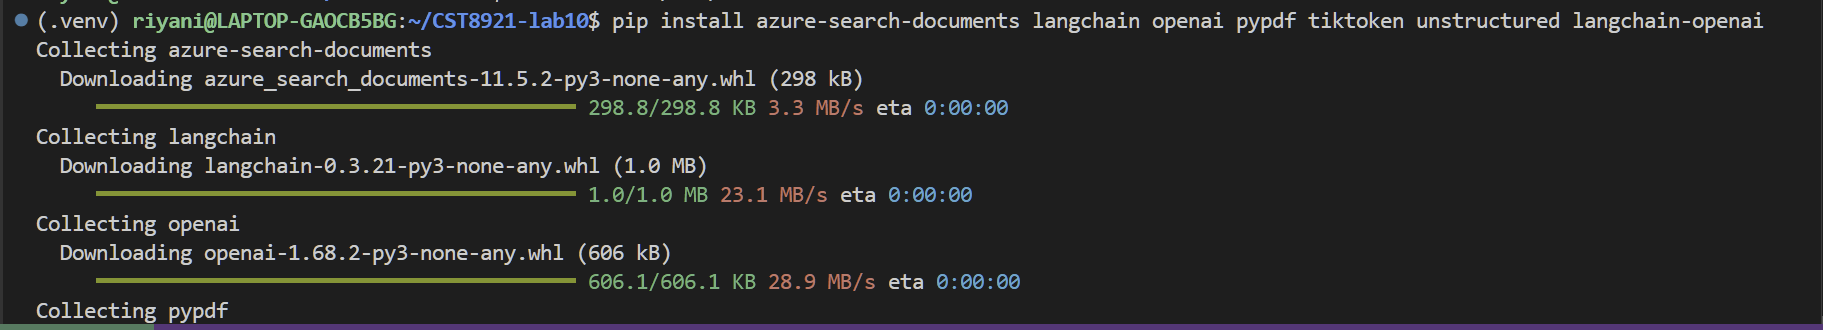 (.venv) riyani@LAPTOP-GAOCB5BG:~/CST8921-lab10$ pip install azure-search-documents langchain openai pypdf tiktoken unstructured langchain-openai
Collecting azure-search-documents
Downloading azure_search_documents-11.5.2-py3-none-any.whl (298 kB)
298.8/298.8 KB 3.3 MB/s eta 0:00:00
Collecting langchain
Downloading langchain-0.3.21-py3-none-any.whl (1.0 MB)
1.0/1.0 MB 23.1 MB/s eta 0:00:00
Collecting openai
Downloading openai-1.68.2-py3-none-any.whl (606 kB)
606.1/606.1 KB 28.9 MB/s eta 0:00:00
Collecting pypdf